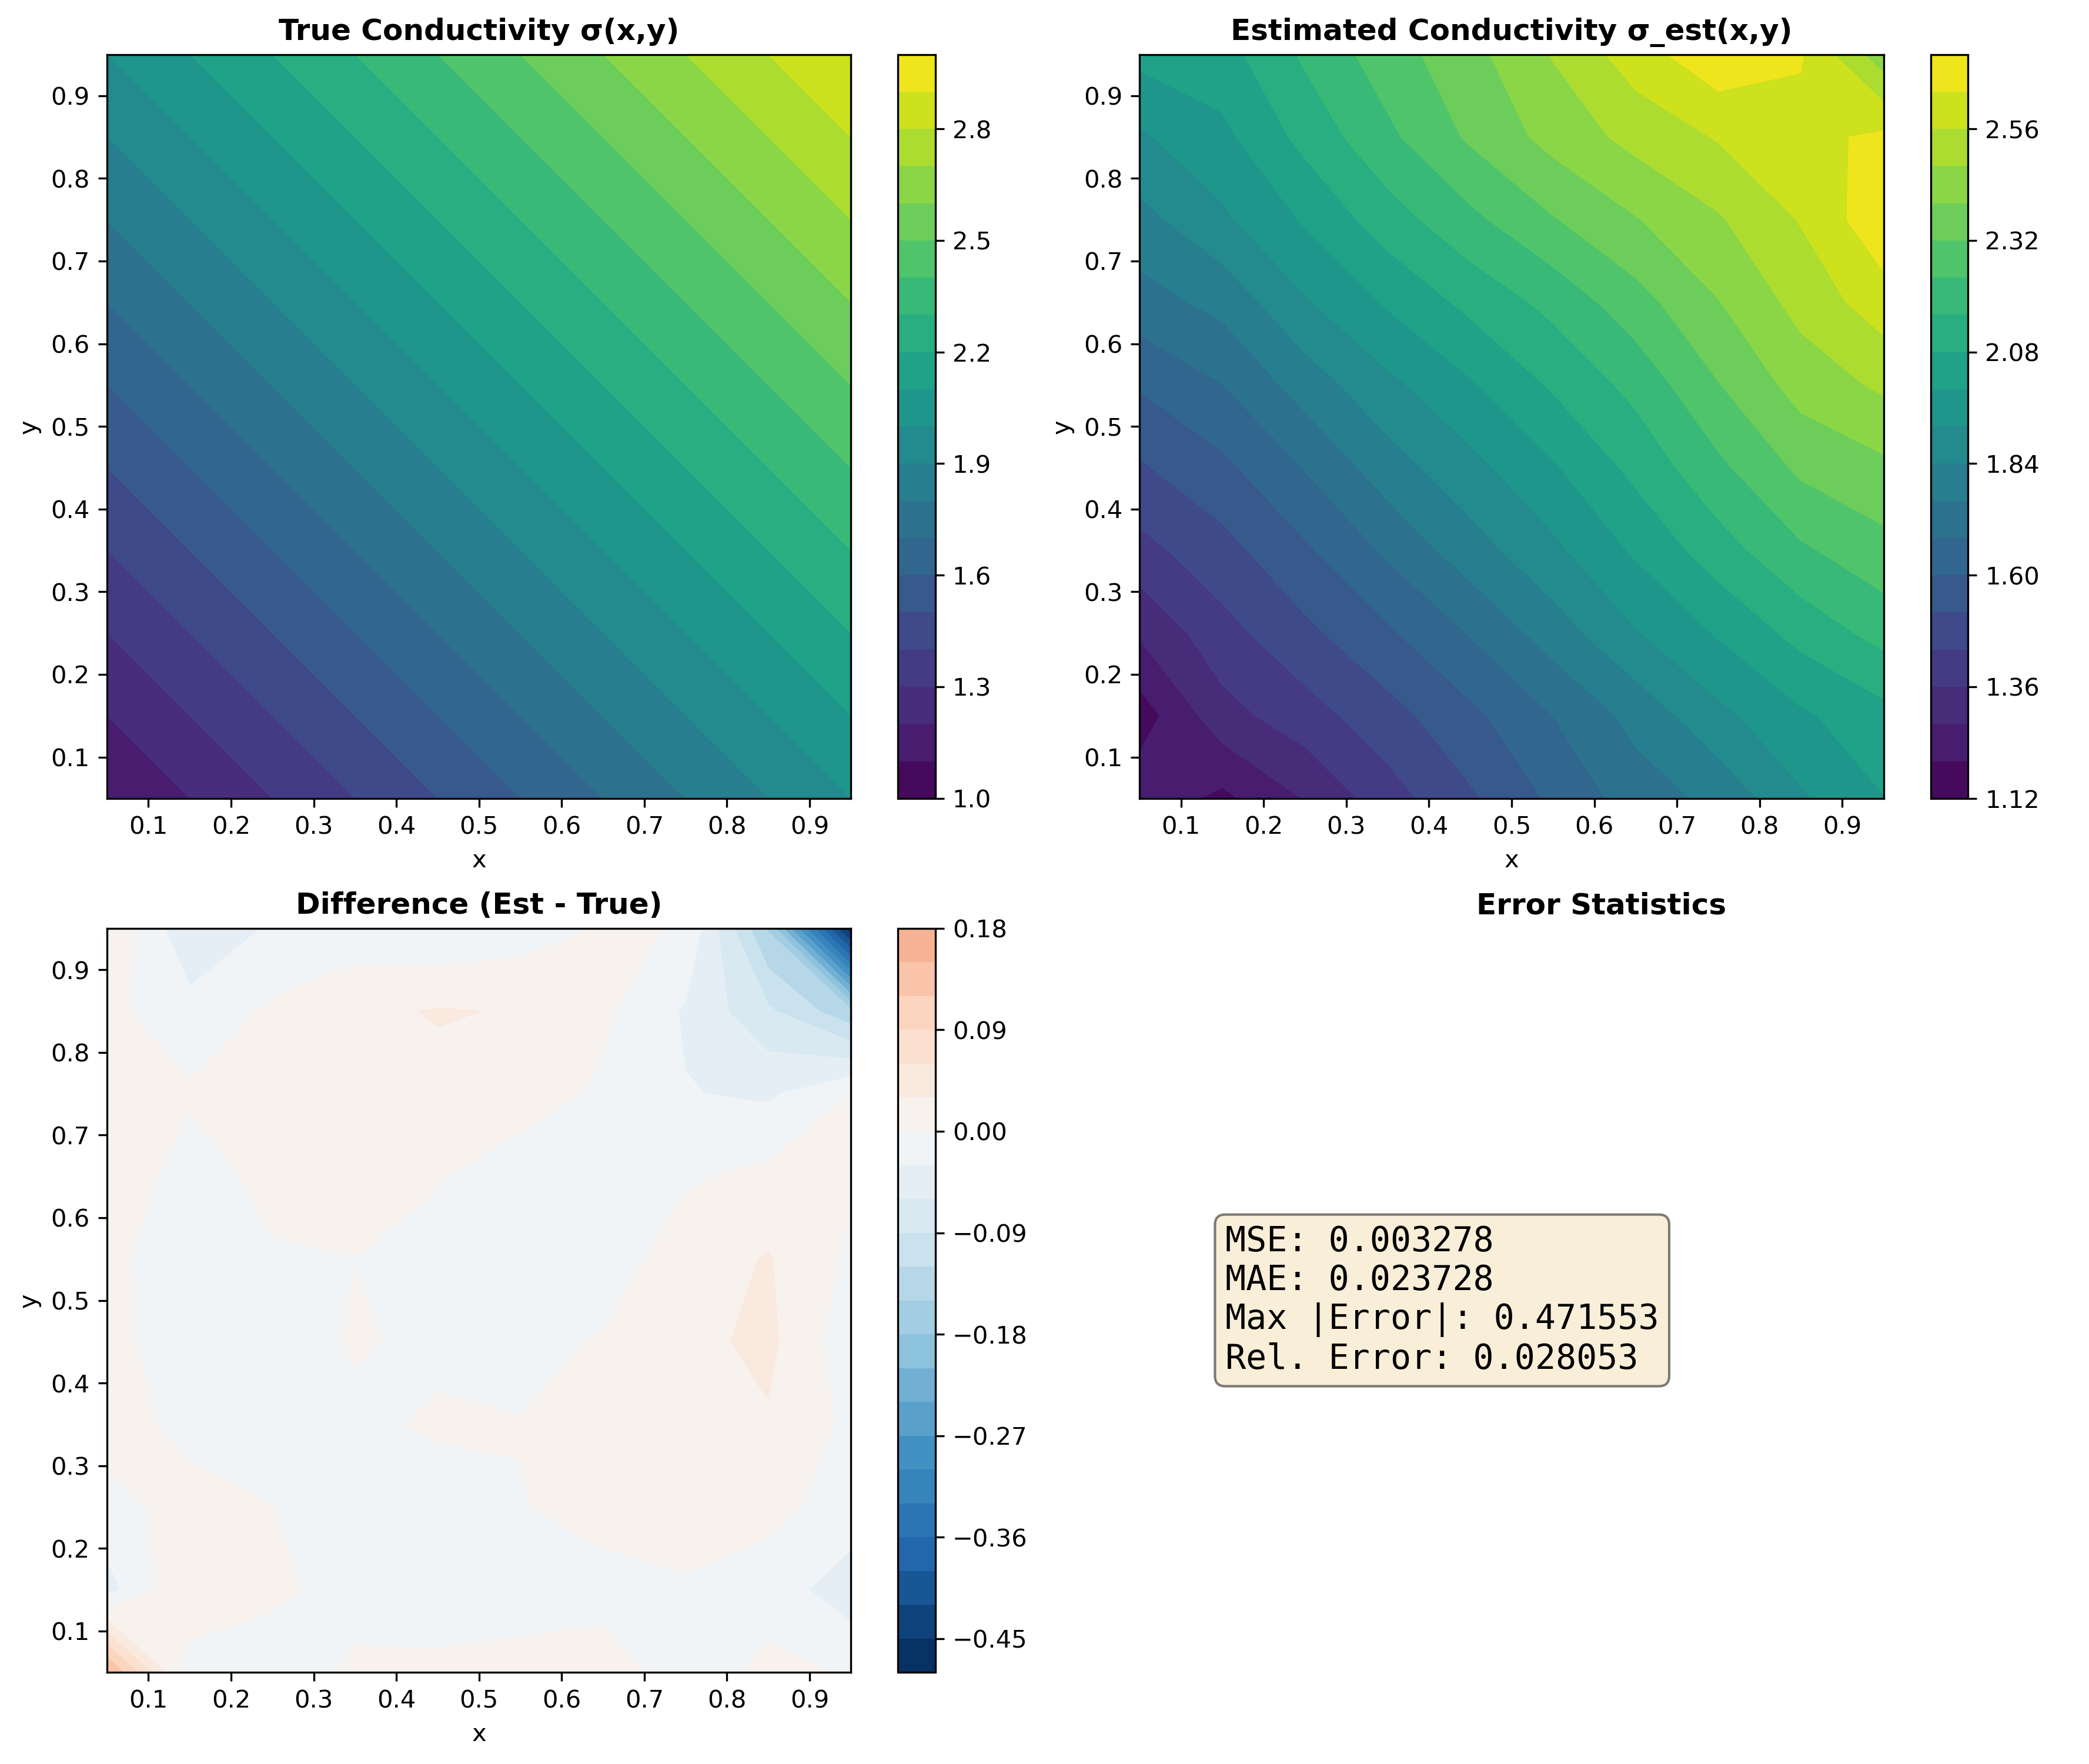 True Conductivity σ(x,y)
0.9
0.8
0.7
0.6
0.5
0.4
0.3
0.2
0.1
y
0.1 0.2 0.3 0.4 0.5 0.6 0.7 0.8 0.9
x
2.8
2.5
2.2
1.9
1.6
1.3
1.0
Estimated Conductivity σ_est(x,y)
0.9
0.8
0.7
0.6
0.5
0.4
0.3
0.2
0.1
y
0.1 0.2 0.3 0.4 0.5 0.6 0.7 0.8 0.9
x
2.56
2.32
2.08
1.84
1.60
1.36
1.12
Difference (Est - True)
0.9
0.8
0.7
0.6
0.5
0.4
0.3
0.2
0.1
y
0.1 0.2 0.3 0.4 0.5 0.6 0.7 0.8 0.9
x
0.18
0.09
0.00
−0.09
−0.18
−0.27
−0.36
−0.45
Error Statistics
MSE: 0.003278
MAE: 0.023728
Max |Error|: 0.471553
Rel. Error: 0.028053